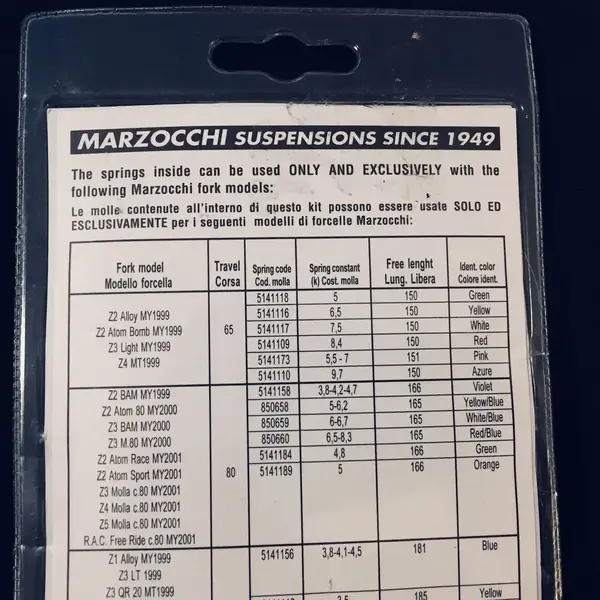 MARZOCCHI SUSPENSIONS SINCE 1949
The springs inside can be used ONLY AND EXCLUSIVELY with the
following Marzocchi fork models:
Le molle contenute all'interno di questo kit possono essere usate SOLO ED
ESCLUSIVAMENTE per i seguenti modelli di forcelle Marzocchi:
Fork model Travel Spring code Spring constant Free lenght Ident. color
Modello forcella Corsa Cod. molla (k) Cost. molla Lung. Libera Colore ident.
5141118 5 150 Green
Z2 Alloy MY1999 5141116 6,5 150 Yellow
Z2 Atom Bomb MY1999 65 5141117 7,5 150 White
Z3 Light MY1999 5141109 8,4 150 Red
Z4 MT1999 5141173 5,5 - 7 151 Pink
5141110 9,7 150 Azure
Z2 BAM MY1999 5141158 3,8-4,2-4,7 166 Violet
Z2 Atom 80 MY2000 850658 5-6,2 165 Yellow/Blue
Z3 BAM MY2000 850659 6-6,7 165 White/Blue
Z3 M.80 MY2000 850660 6,5-8,3 165 Red/Blue
Z2 Atom Race MY2001 5141184 4,8 166 Green
Z2 Atom Sport MY2001 80 5141189 5 166 Orange
Z3 Molla c.80 MY2001
Z4 Molla c.80 MY2001
Z5 Molla c.80 MY2001
R.A.C. Free Ride c.80 MY2001
Z1 Alloy MY1999 5141156 3,8-4,1-4,5 181 Blue
Z3 LT 1999
Z3 QR 20 MT1999 185 Yellow